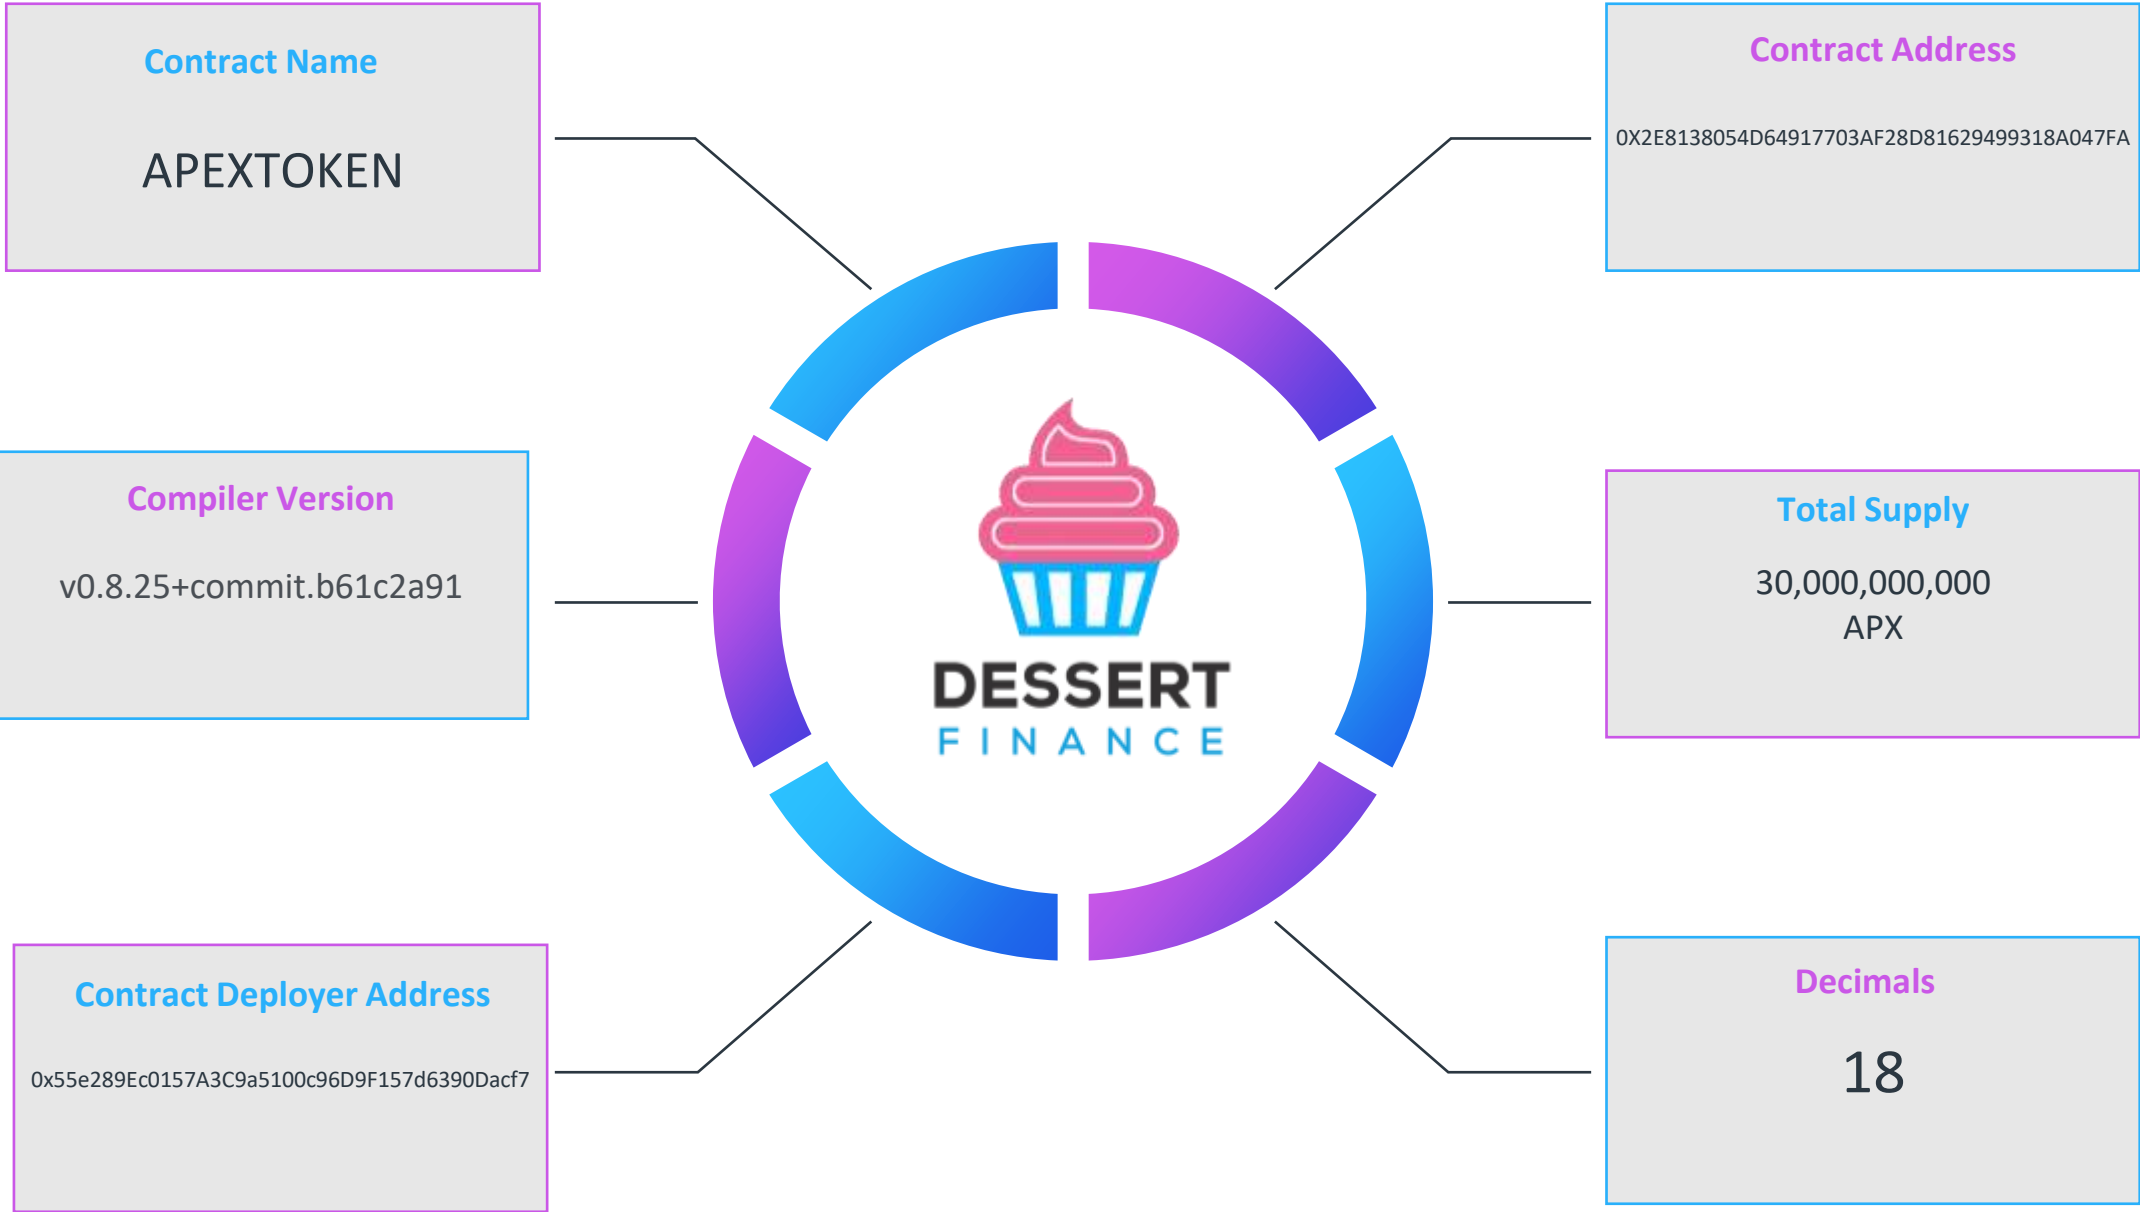 Contract Name
APEXTOKEN
Contract Address
0X2E8138054D64917703AF28D81629499318A047FA
Compiler Version
v0.8.25+commit.b61c2a91
DESSERT
FINANCE
Total Supply
30,000,000,000
APX
Contract Deployer Address
0x55e289Ec0157A3C9a5100c96D9F157d6390Dacf7
Decimals
18